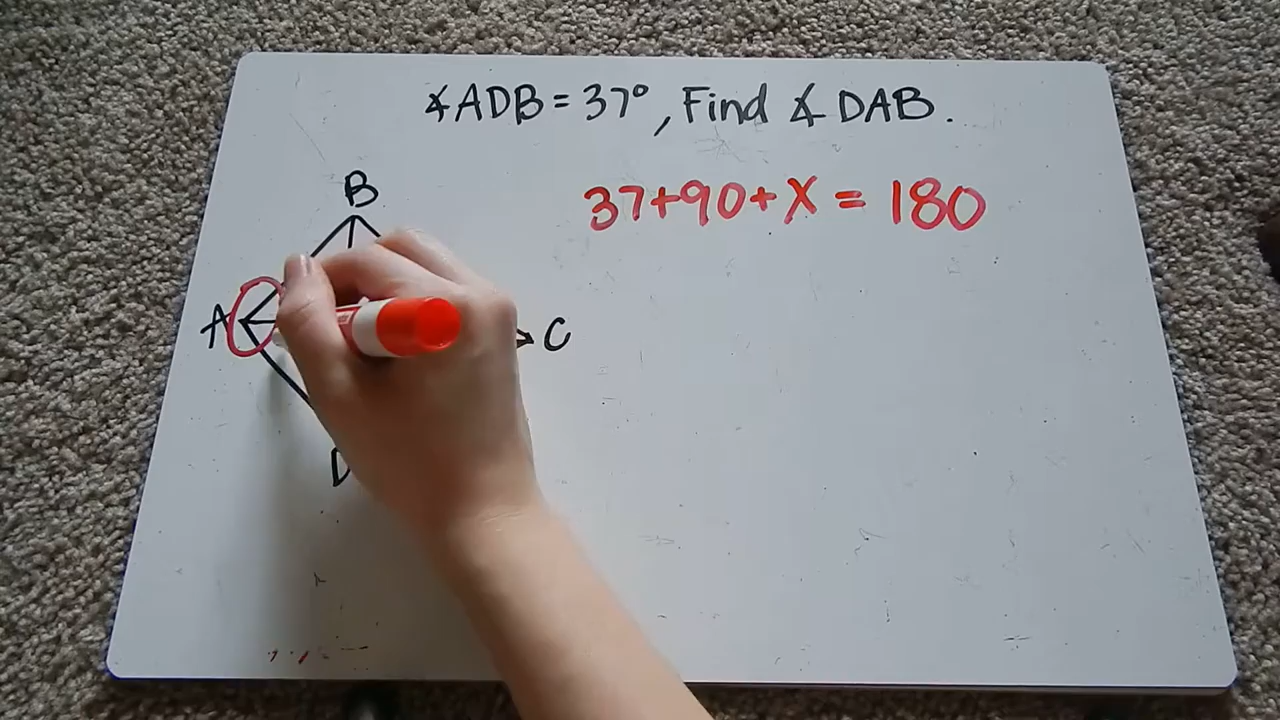 ∡ADB = 37°, Find ∡DAB.
37+90+X = 180
B
A
C
D